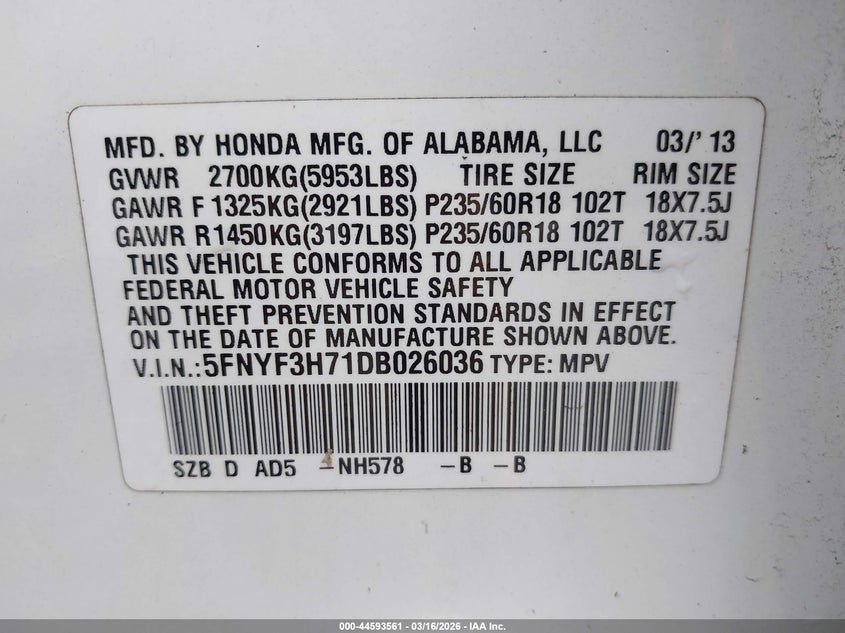 MFD. BY HONDA MFG. OF ALABAMA, LLC 03/'13
GVWR 2700KG(5953LBS) TIRE SIZE RIM SIZE
GAWR F 1325KG(2921LBS) P235/60R18 102T 18X7.5J
GAWR R1450KG(3197LBS) P235/60R18 102T 18X7.5J
THIS VEHICLE CONFORMS TO ALL APPLICABLE
FEDERAL MOTOR VEHICLE SAFETY
AND THEFT PREVENTION STANDARDS IN EFFECT
ON THE DATE OF MANUFACTURE SHOWN ABOVE.
V.I.N.:5FNYF3H71DB026036 TYPE: MPV
SZB D AD5 -NH578 -B -B
000-44593561 - 03/16/2026 - IAA Inc.